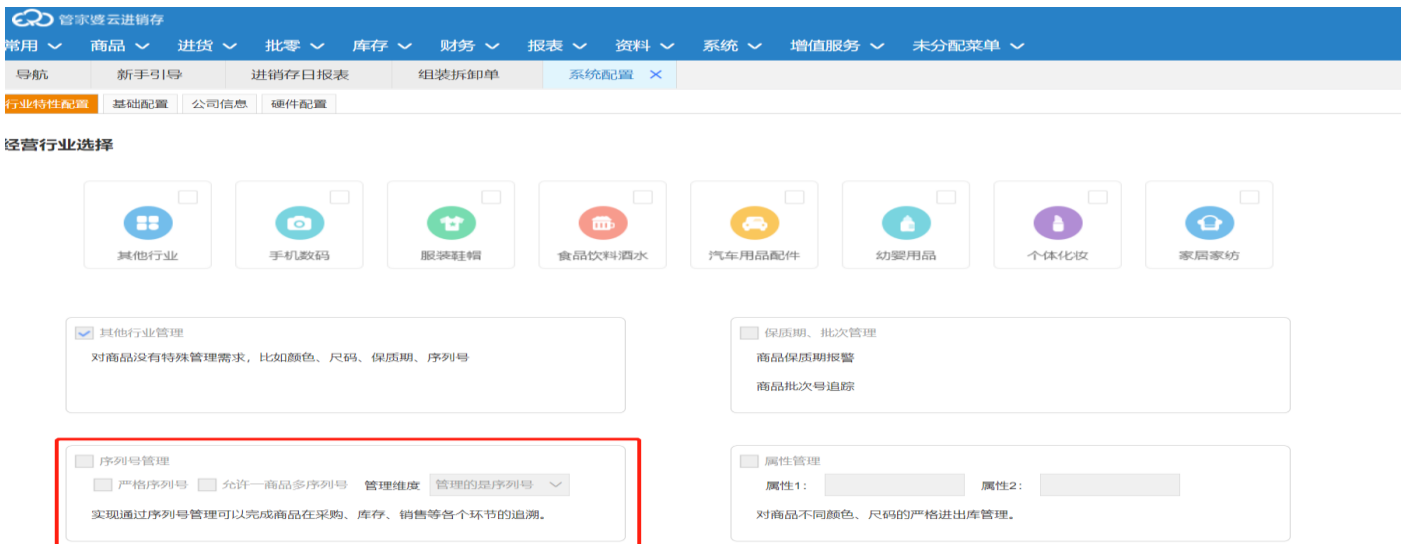 管家婆云进销存
常用 商品 进货 批零 库存 财务 报表 资料 系统 增值服务 未分配菜单
导航 新手引导 进销存日报表 组装拆卸单 系统配置
行业特性配置 基础配置 公司信息 硬件配置
经营行业选择
其他行业 手机数码 服装鞋帽 食品饮料酒水 汽车用品配件 幼婴用品 个体化妆 家居家纺
其他行业管理
对商品没有特殊管理需求，比如颜色、尺码、保质期、序列号
保质期、批次管理
商品保质期报警
商品批次号追踪
序列号管理
严格序列号 允许一商品多序列号 管理维度 管理的是序列号
实现通过序列号管理可以完成商品在采购、库存、销售等各个环节的追溯。
属性管理
属性1: 属性2:
对商品不同颜色、尺码的严格进出库管理。